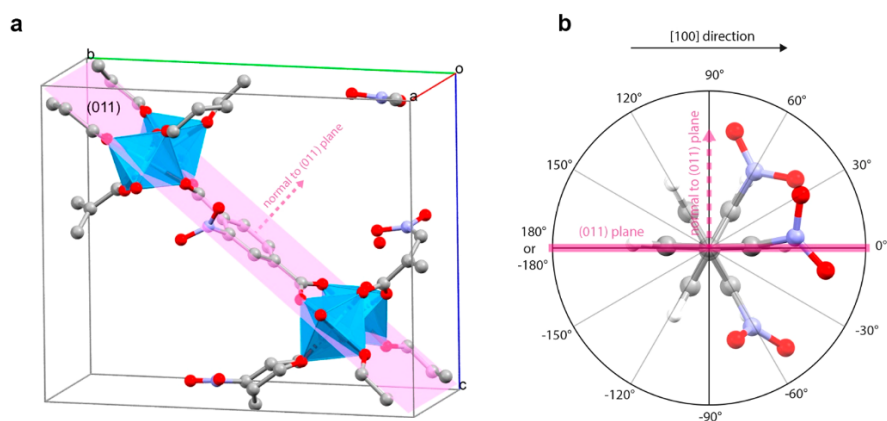 a
b
o
a
(011)
normal to (011) plane
c
b
[100] direction
90°
120°
60°
150°
30°
normal to (011) plane
(011) plane
180°
or
-180°
0°
-150°
-30°
-120°
-60°
-90°